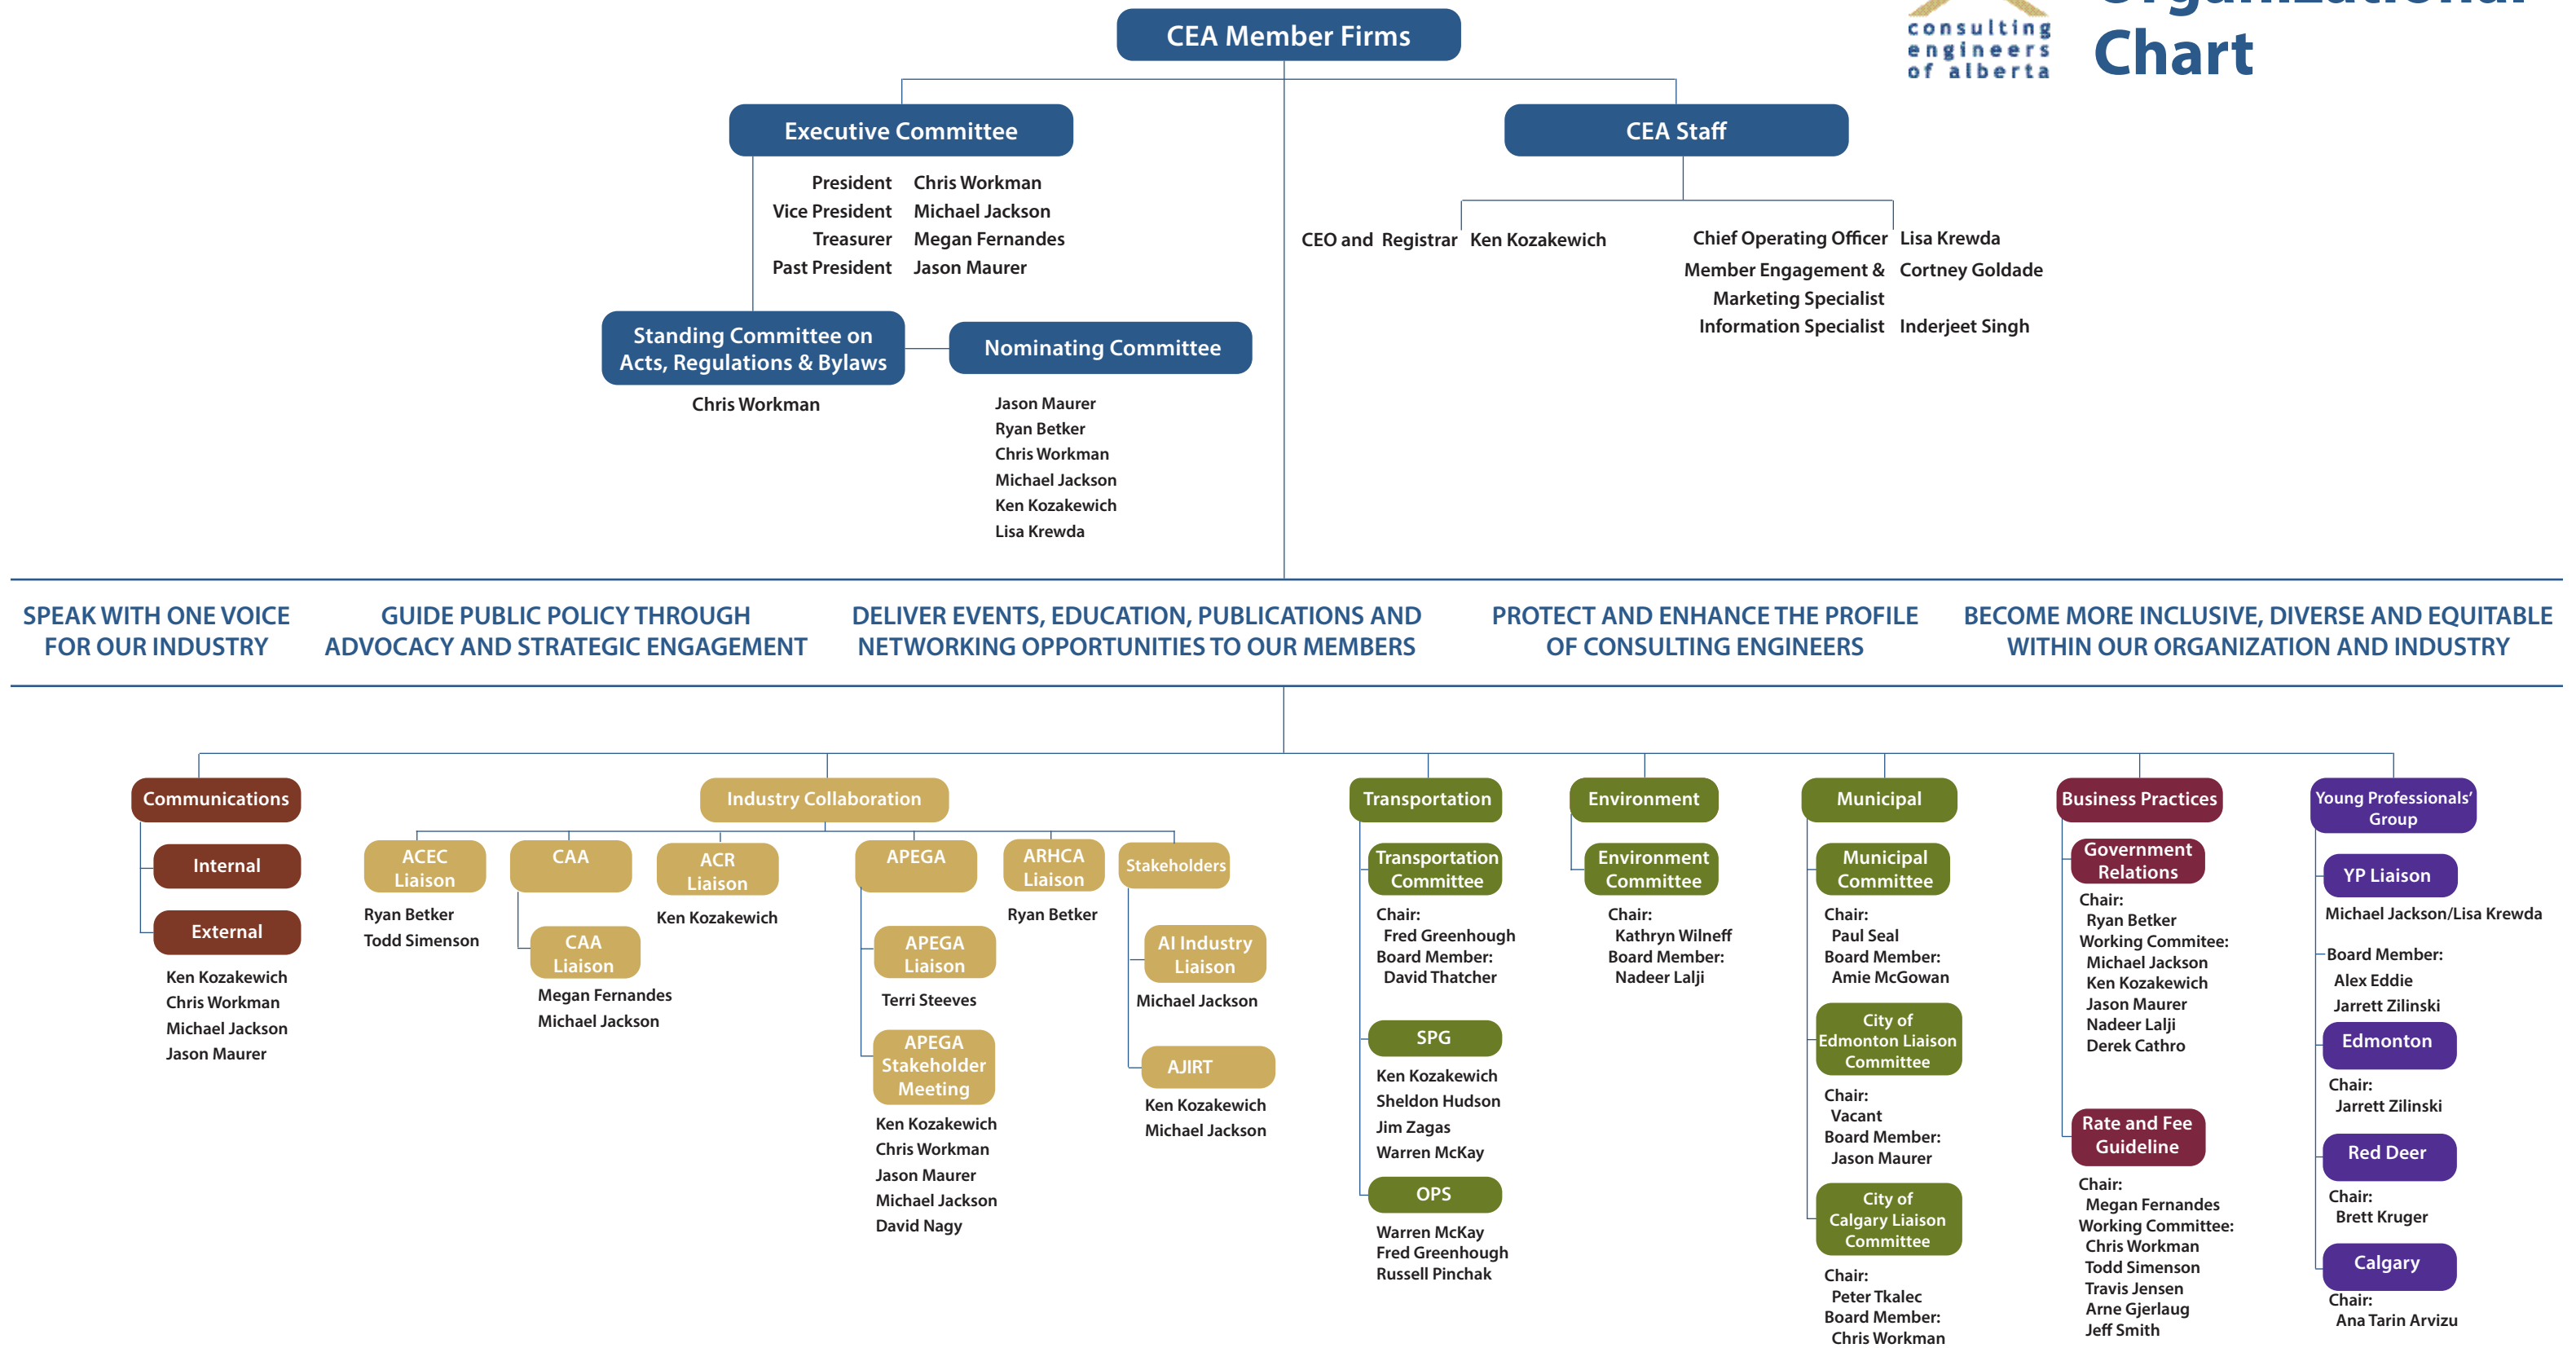 CEA Member Firms
consulting
engineers
of alberta
Organizational
Chart
Executive Committee
CEA Staff
President Chris Workman
Vice President Michael Jackson
Treasurer Megan Fernandes
Past President Jason Maurer
CEO and Registrar Ken Kozakewich
Chief Operating Officer Lisa Krewda
Member Engagement & Cortney Goldade
Marketing Specialist
Information Specialist Inderjeet Singh
Standing Committee on
Acts, Regulations & Bylaws
Chris Workman
Nominating Committee
Jason Maurer
Ryan Betker
Chris Workman
Michael Jackson
Ken Kozakewich
Lisa Krewda
SPEAK WITH ONE VOICE
FOR OUR INDUSTRY
GUIDE PUBLIC POLICY THROUGH
ADVOCACY AND STRATEGIC ENGAGEMENT
DELIVER EVENTS, EDUCATION, PUBLICATIONS AND
NETWORKING OPPORTUNITIES TO OUR MEMBERS
PROTECT AND ENHANCE THE PROFILE
OF CONSULTING ENGINEERS
BECOME MORE INCLUSIVE, DIVERSE AND EQUITABLE
WITHIN OUR ORGANIZATION AND INDUSTRY
Communications
Internal
External
Ken Kozakewich
Chris Workman
Michael Jackson
Jason Maurer
Industry Collaboration
ACEC
Liaison
Ryan Betker
Todd Simenson
CAA
CAA
Liaison
Megan Fernandes
Michael Jackson
ACR
Liaison
Ken Kozakewich
APEGA
APEGA
Liaison
Terri Steeves
APEGA
Stakeholder
Meeting
Ken Kozakewich
Chris Workman
Jason Maurer
Michael Jackson
David Nagy
ARHCA
Liaison
Ryan Betker
Stakeholders
AI Industry
Liaison
Michael Jackson
AJIRT
Ken Kozakewich
Michael Jackson
Transportation
Transportation
Committee
Chair:
Fred Greenhough
Board Member:
David Thatcher
SPG
Ken Kozakewich
Sheldon Hudson
Jim Zagas
Warren McKay
OPS
Warren McKay
Fred Greenhough
Russell Pinchak
Environment
Environment
Committee
Chair:
Kathryn Wilneff
Board Member:
Nadeer Lalji
Municipal
Municipal
Committee
Chair:
Paul Seal
Board Member:
Amie McGowan
City of
Edmonton Liaison
Committee
Chair:
Vacant
Board Member:
Jason Maurer
City of
Calgary Liaison
Committee
Chair:
Peter Tkalec
Board Member:
Chris Workman
Business Practices
Government
Relations
Chair:
Ryan Betker
Working Commitee:
Michael Jackson
Ken Kozakewich
Jason Maurer
Nadeer Lalji
Derek Cathro
Rate and Fee
Guideline
Chair:
Megan Fernandes
Working Committee:
Chris Workman
Todd Simenson
Travis Jensen
Arne Gjerlaug
Jeff Smith
Young Professionals’
Group
YP Liaison
Michael Jackson/Lisa Krewda
Board Member:
Alex Eddie
Jarrett Zilinski
Edmonton
Chair:
Jarrett Zilinski
Red Deer
Chair:
Brett Kruger
Calgary
Chair:
Ana Tarin Arvizu